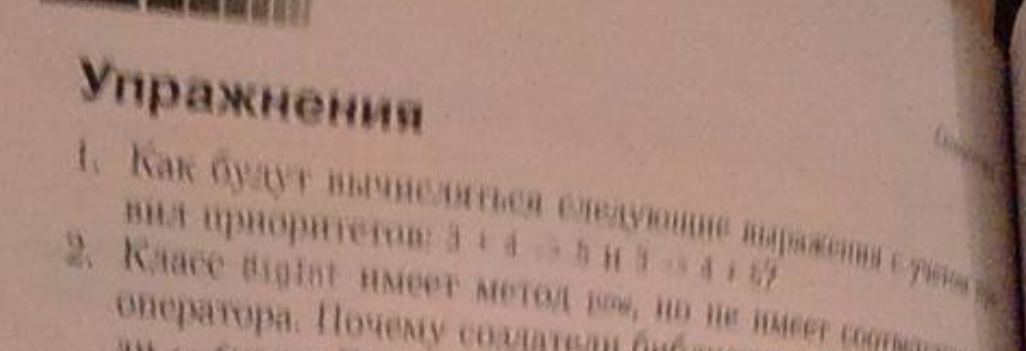 Упражнения
1. Как будут вычисляться следующие выражения с учетом пра-
вил приоритетов: 3 + 4 -> 5 и 3 -> 4 + 5?
2. Класс BigInt имеет метод pow, но не имеет
оператора. Почему создатели